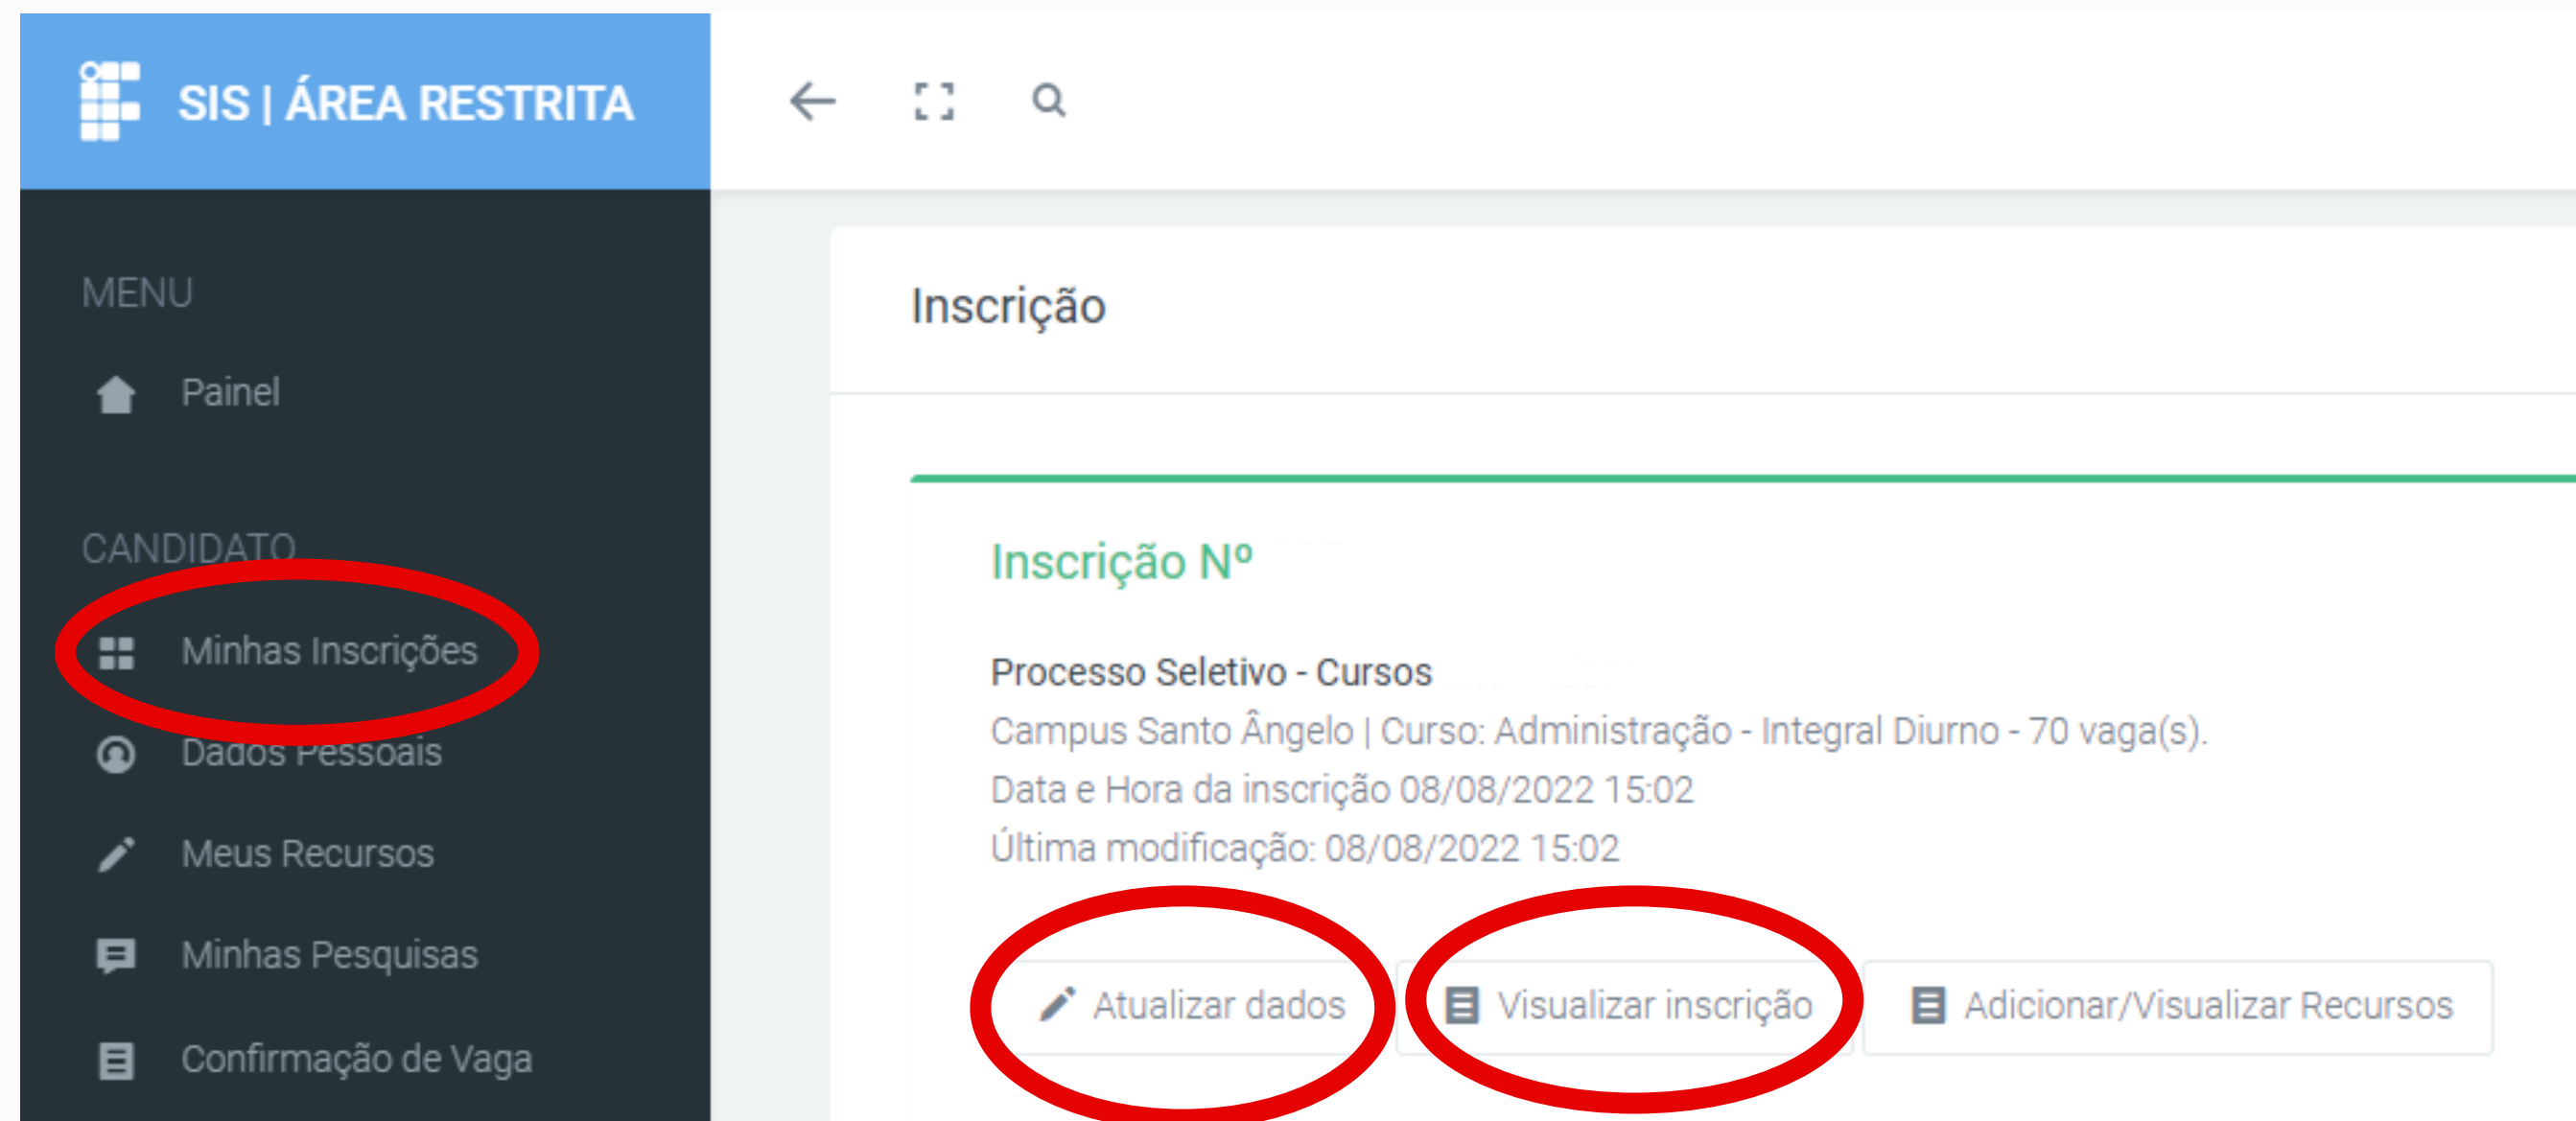 SIS | ÁREA RESTRITA
MENU
Painel
CANDIDATO
Minhas Inscrições
Dados Pessoais
Meus Recursos
Minhas Pesquisas
Confirmação de Vaga
Inscrição
Inscrição Nº
Processo Seletivo - Cursos
Campus Santo Ângelo | Curso: Administração - Integral Diurno - 70 vaga(s).
Data e Hora da inscrição 08/08/2022 15:02
Última modificação: 08/08/2022 15:02
Atualizar dados Visualizar inscrição Adicionar/Visualizar Recursos